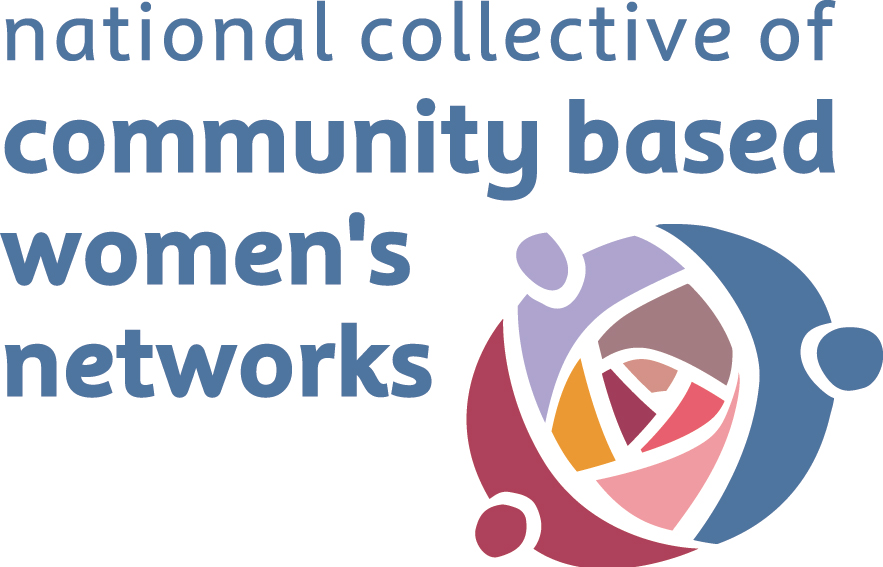 national collective of
community based
women's
networks